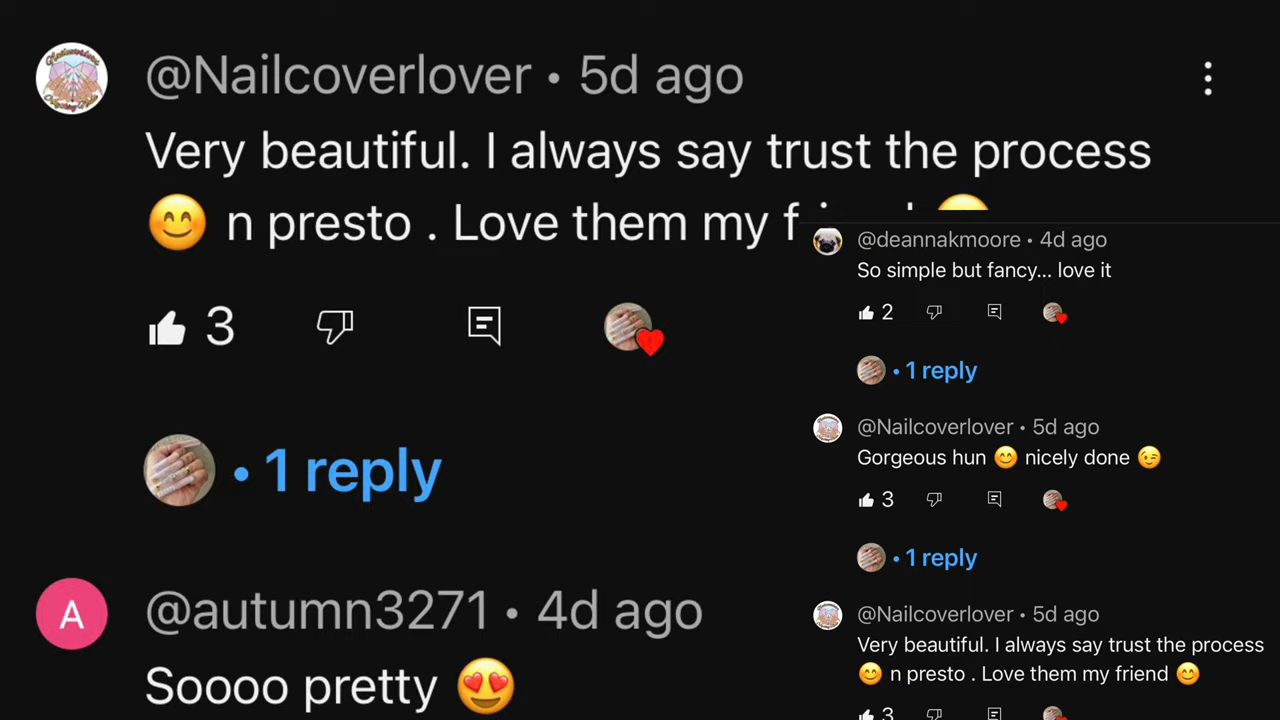 @Nailcoverlover • 5d ago
Very beautiful. I always say trust the process
😊 n presto . Love them my friend 😊
3
• 1 reply
A
@autumn3271 • 4d ago
Soooo pretty 😍
@deannakmoore • 4d ago
So simple but fancy... love it
2
• 1 reply
@Nailcoverlover • 5d ago
Gorgeous hun 😊 nicely done 😉
3
• 1 reply
@Nailcoverlover • 5d ago
Very beautiful. I always say trust the process
😊 n presto . Love them my friend 😊
3